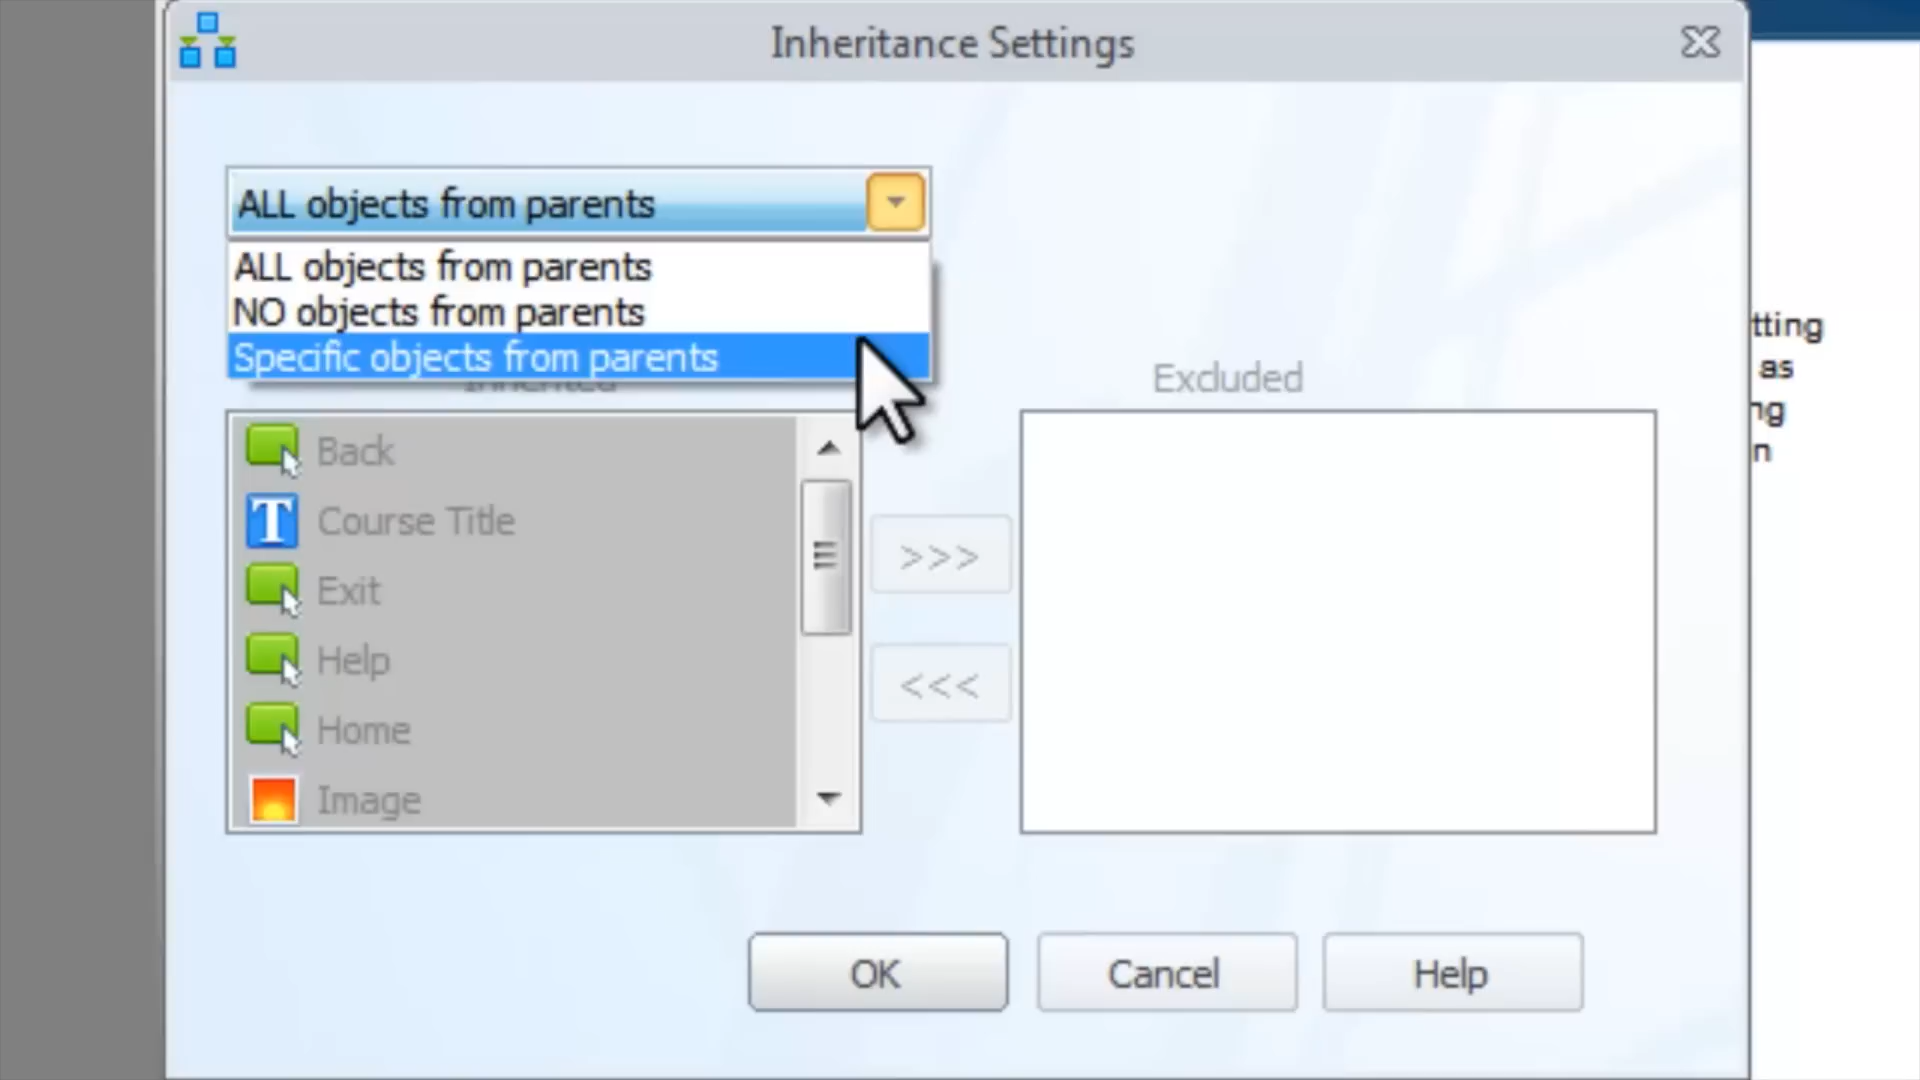 Inheritance Settings
ALL objects from parents
ALL objects from parents
NO objects from parents
Specific objects from parents
Inherited
Excluded
Back
Course Title
Exit
Help
Home
Image
>>>
<<<
OK
Cancel
Help
tting
as
ng
n